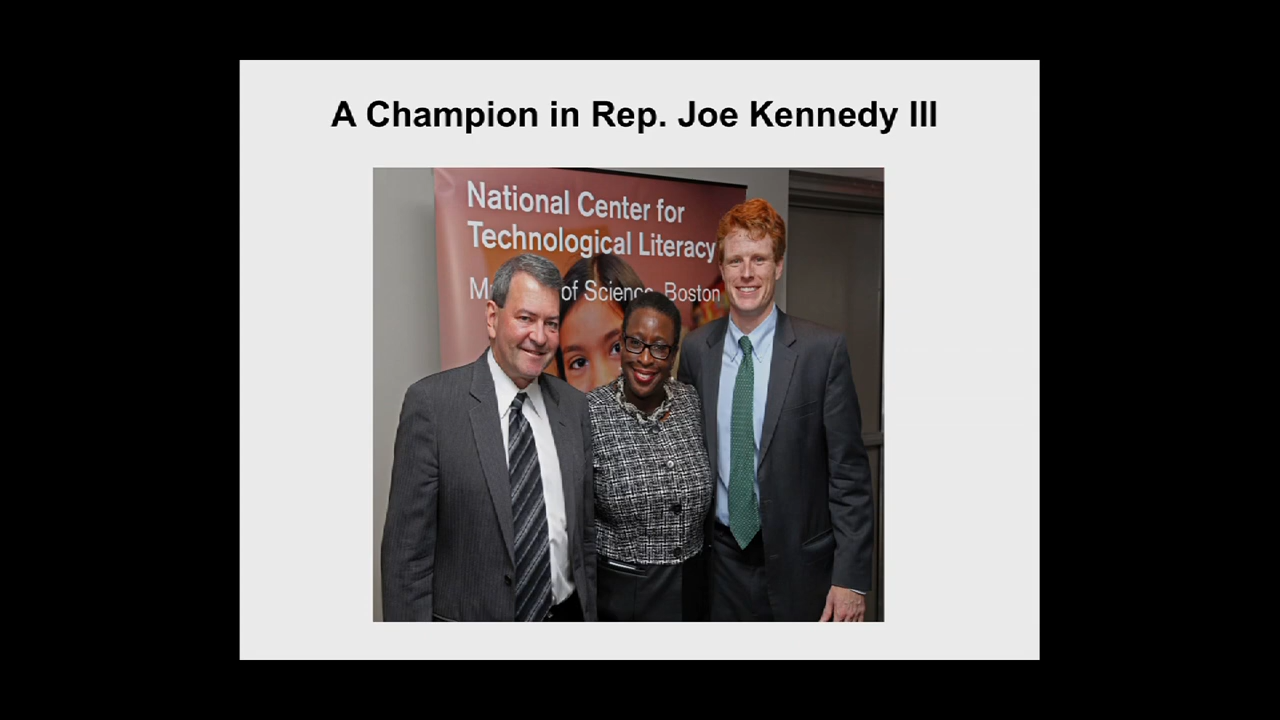 A Champion in Rep. Joe Kennedy III
National Center for
Technological Literacy
of Science, Boston